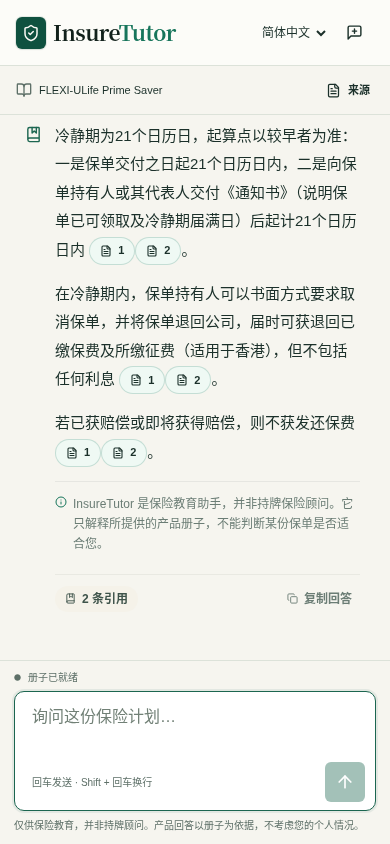 InsureTutor
简体中文
FLEXI-ULife Prime Saver
来源
冷静期为21个日历日，起算点以较早者为准：
一是保单交付之日起21个日历日内，二是向保
单持有人或其代表人交付《通知书》（说明保
单已可领取及冷静期届满日）后起计21个日历
日内 1 2 。
在冷静期内，保单持有人可以书面方式要求取
消保单，并将保单退回公司，届时可获退回已
缴保费及所缴征费（适用于香港），但不包括
任何利息 1 2 。
若已获赔偿或即将获得赔偿，则不获发还保费
1 2 。
InsureTutor 是保险教育助手，并非持牌保险顾问。它
只解释所提供的产品册子，不能判断某份保单是否适
合您。
2 条引用
复制回答
册子已就绪
询问这份保险计划…
回车发送 · Shift + 回车换行
仅供保险教育，并非持牌顾问。产品回答以册子为依据，不考虑您的个人情况。